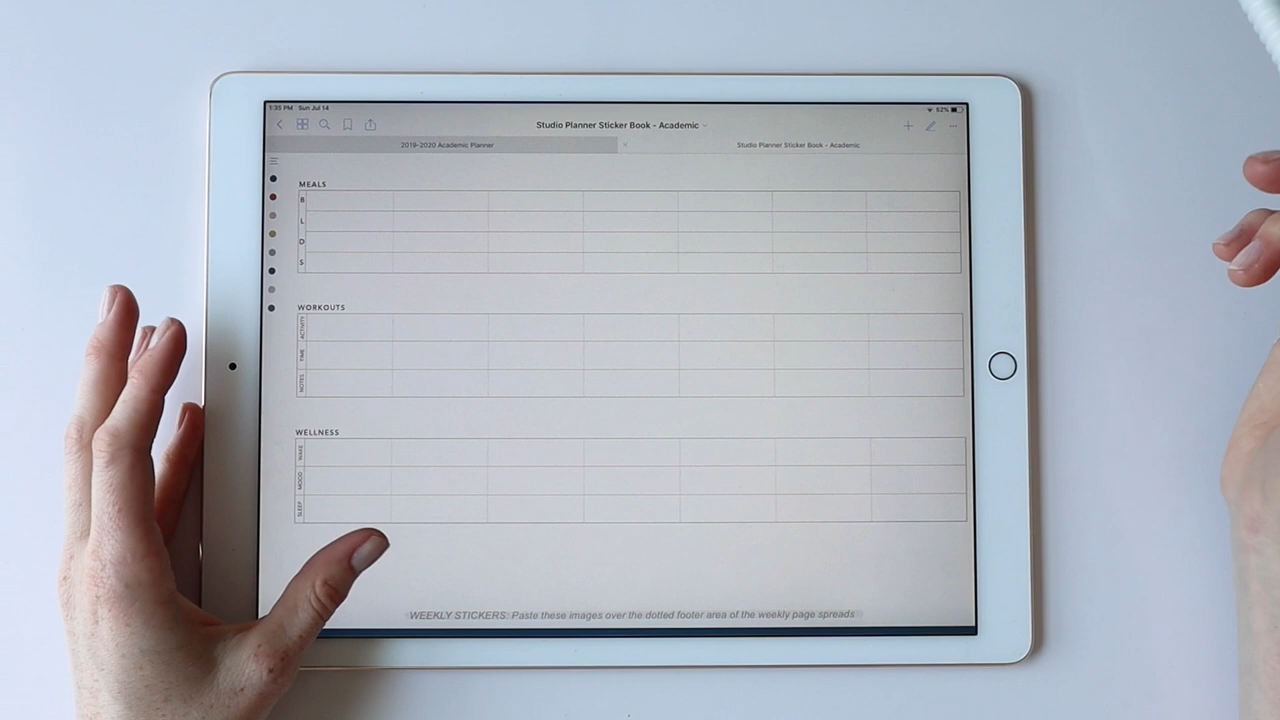 1:35 PM Sun Jul 14
92%
Studio Planner Sticker Book - Academic
2019-2020 Academic Planner
Studio Planner Sticker Book - Academic
MEALS
B
L
D
S
WORKOUTS
ACTIVITY
TIME
NOTES
WELLNESS
WAKE
MOOD
SLEEP
WEEKLY STICKERS: Paste these images over the dotted footer area of the weekly page spreads